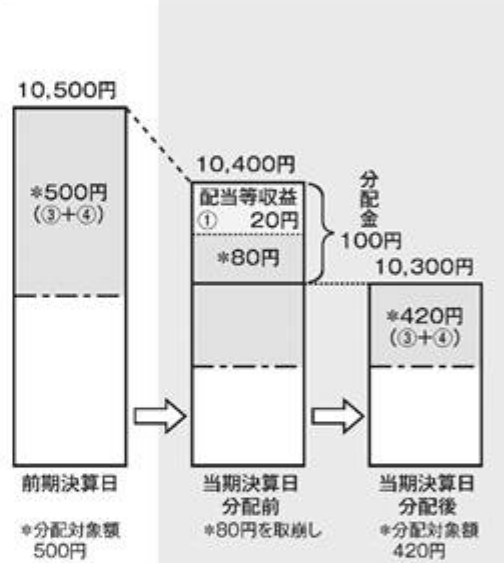 10,500円
*500円
(③+④)
10,400円
配当等収益
① 20円
*80円
分配金
100円
10,300円
*420円
(③+④)
前期決算日
*分配対象額
500円
当期決算日
分配前
*80円を取崩し
当期決算日
分配後
*分配対象額
420円